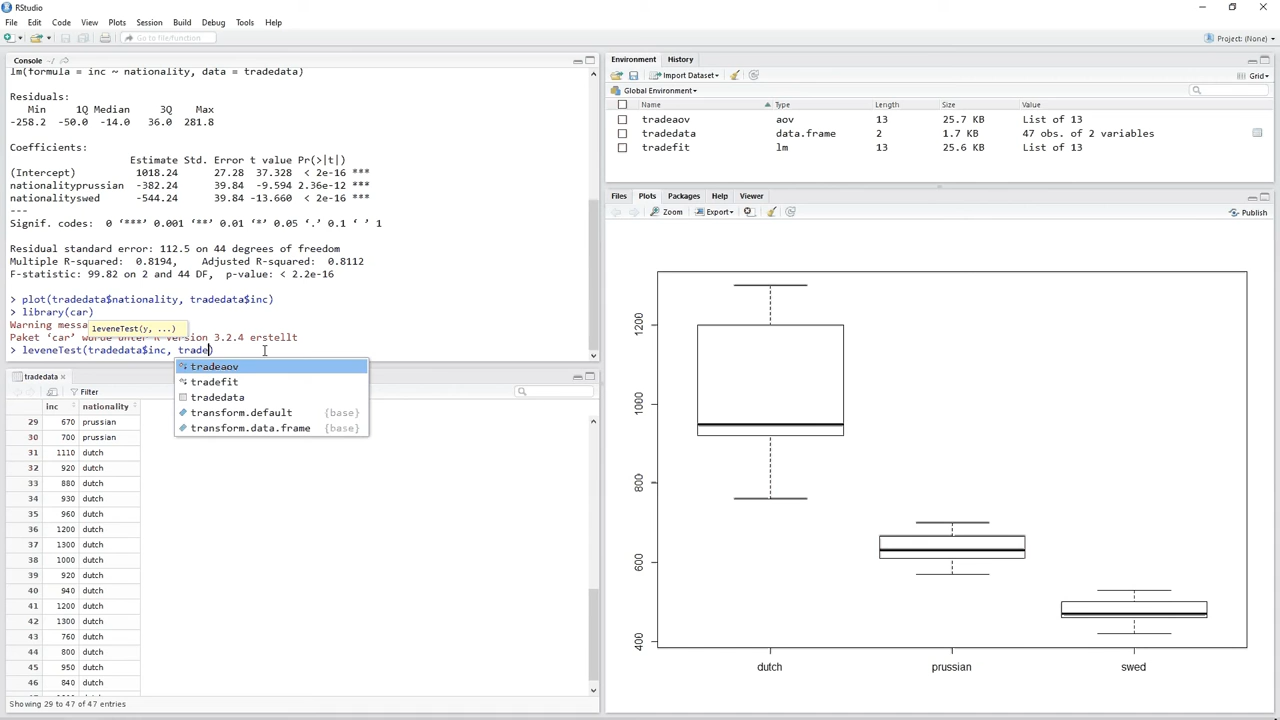 RStudio
File Edit Code View Plots Session Build Debug Tools Help
Go to file/function
Project: (None)
Console ~/
lm(formula = inc ~ nationality, data = tradedata)
Residuals:
Min 1Q Median 3Q Max
-258.2 -50.0 -14.0 36.0 281.8
Coefficients:
Estimate Std. Error t value Pr(>|t|)
(Intercept) 1018.24 27.28 37.328 < 2e-16 ***
nationalityprussian -382.24 39.84 -9.594 2.36e-12 ***
nationalityswed -544.24 39.84 -13.660 < 2e-16 ***
---
Signif. codes: 0 ‘***’ 0.001 ‘**’ 0.01 ‘*’ 0.05 ‘.’ 0.1 ‘ ’ 1
Residual standard error: 112.5 on 44 degrees of freedom
Multiple R-squared: 0.8194, Adjusted R-squared: 0.8112
F-statistic: 99.82 on 2 and 44 DF, p-value: < 2.2e-16
> plot(tradedata$nationality, tradedata$inc)
> library(car)
Warning messa
leveneTest(y, ...)
Paket ‘car’ wurde unter R Version 3.2.4 erstellt
> leveneTest(tradedata$inc, trade)
tradeaov
tradefit
tradedata
transform.default {base}
transform.data.frame {base}
tradedata
Filter
inc nationality
29 670 prussian
30 700 prussian
31 1110 dutch
32 920 dutch
33 880 dutch
34 930 dutch
35 960 dutch
36 1200 dutch
37 1300 dutch
38 1000 dutch
39 920 dutch
40 940 dutch
41 1200 dutch
42 1300 dutch
43 760 dutch
44 800 dutch
45 950 dutch
46 840 dutch
Showing 29 to 47 of 47 entries
Environment History
Import Dataset Grid
Global Environment
Name Type Length Size Value
tradeaov aov 13 25.7 KB List of 13
tradedata data.frame 2 1.7 KB 47 obs. of 2 variables
tradefit lm 13 25.6 KB List of 13
Files Plots Packages Help Viewer
Zoom Export Publish
1200
1000
800
600
400
dutch prussian swed